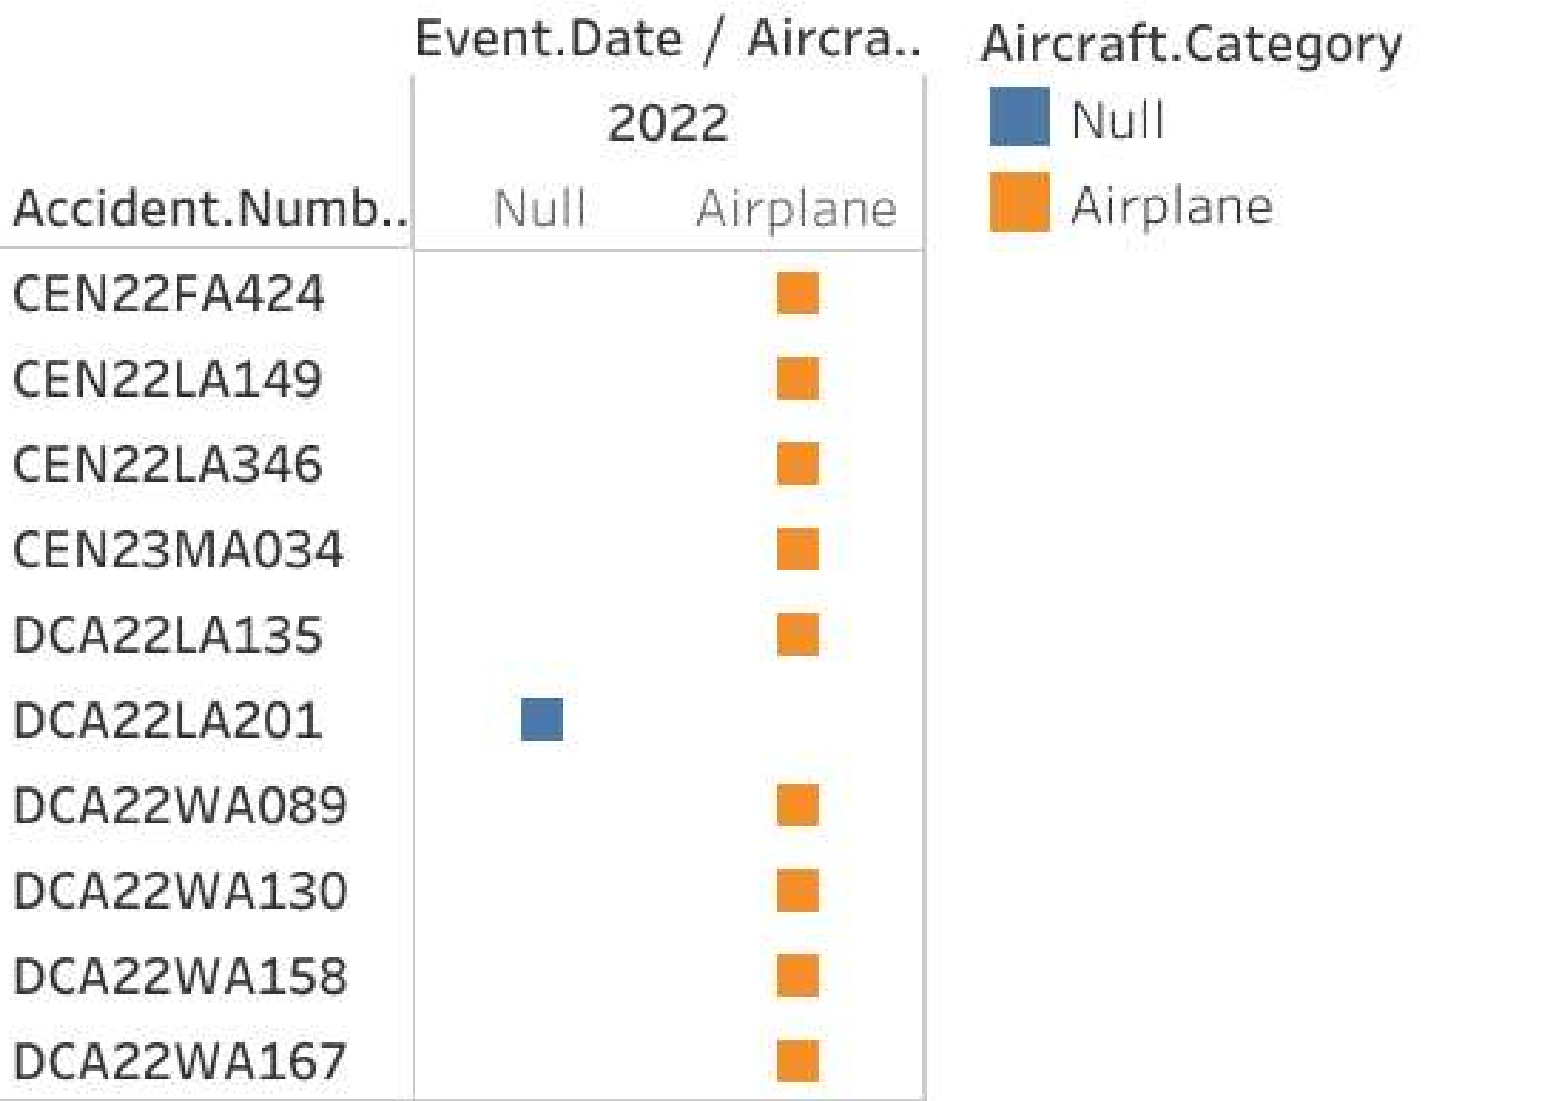 Event.Date / Aircra..
2022
Accident.Numb.. Null Airplane
CEN22FA424
CEN22LA149
CEN22LA346
CEN23MA034
DCA22LA135
DCA22LA201
DCA22WA089
DCA22WA130
DCA22WA158
DCA22WA167
Aircraft.Category
Null
Airplane